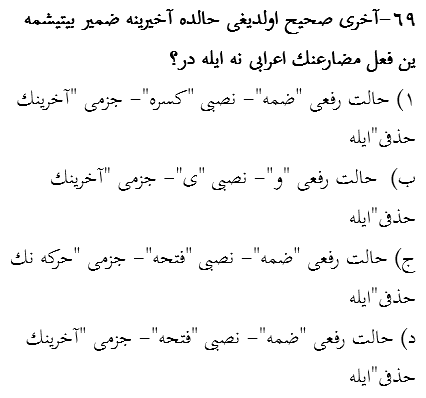 ٦٩-آخری صحیح اولدیغی حالده آخیرینه ضمیر بیتیشمه
ین فعل مضارعنك اعرابی نه ایله در؟
١) حالت رفعی "ضمه"- نصبی "کسره"- جزمی "آخرینك
حذفی"ایله
ب) حالت رفعی "و"- نصبی "ی"- جزمی "آخرینك
حذفی"ایله
ج) حالت رفعی "ضمه"- نصبی "فتحه"- جزمی "حرکه نك
حذفی"ایله
د) حالت رفعی "ضمه"- نصبی "فتحه"- جزمی "آخرینك
حذفی"ایله